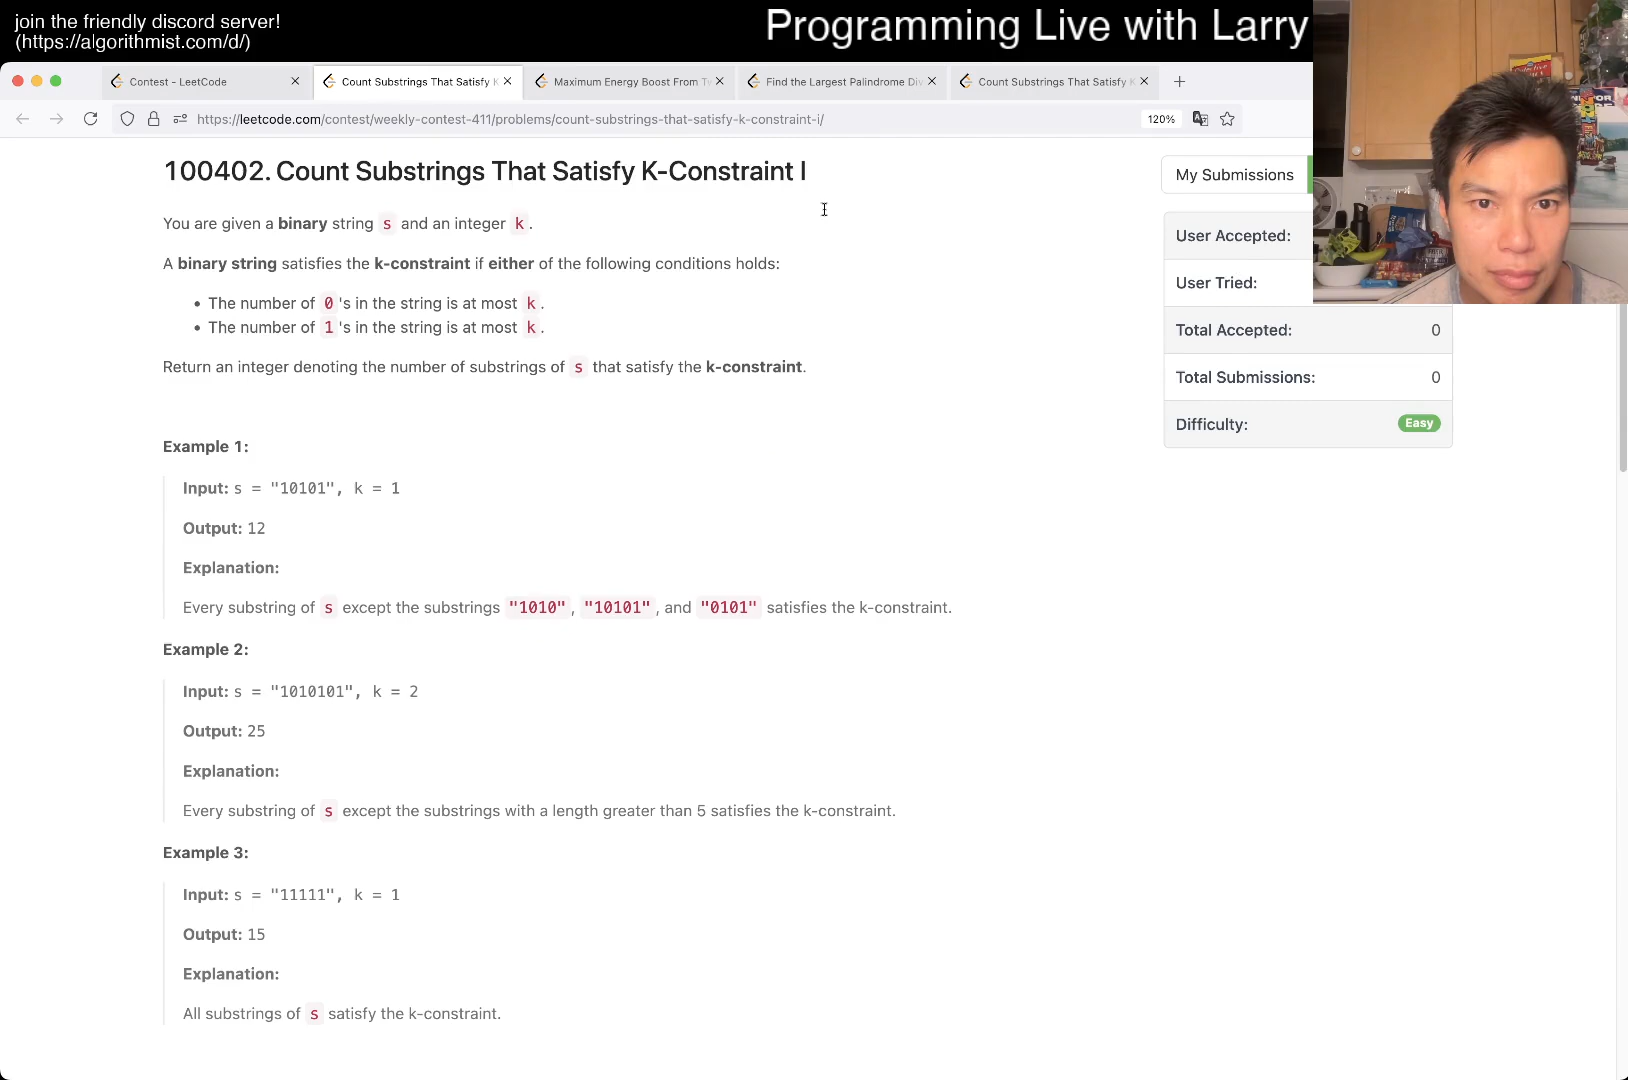 join the friendly discord server!
(https://algorithmist.com/d/)
Programming Live with Larry
Contest - LeetCode
Count Substrings That Satisfy K
Maximum Energy Boost From Tw
Find the Largest Palindrome Div
Count Substrings That Satisfy K
https://leetcode.com/contest/weekly-contest-411/problems/count-substrings-that-satisfy-k-constraint-i/
120%
100402. Count Substrings That Satisfy K-Constraint I
My Submissions
You are given a binary string s and an integer k.
User Accepted:
A binary string satisfies the k-constraint if either of the following conditions holds:
User Tried:
• The number of 0's in the string is at most k.
• The number of 1's in the string is at most k.
Total Accepted: 0
Return an integer denoting the number of substrings of s that satisfy the k-constraint.
Total Submissions: 0
Difficulty: Easy
Example 1:
Input: s = "10101", k = 1
Output: 12
Explanation:
Every substring of s except the substrings "1010", "10101", and "0101" satisfies the k-constraint.
Example 2:
Input: s = "1010101", k = 2
Output: 25
Explanation:
Every substring of s except the substrings with a length greater than 5 satisfies the k-constraint.
Example 3:
Input: s = "11111", k = 1
Output: 15
Explanation:
All substrings of s satisfy the k-constraint.